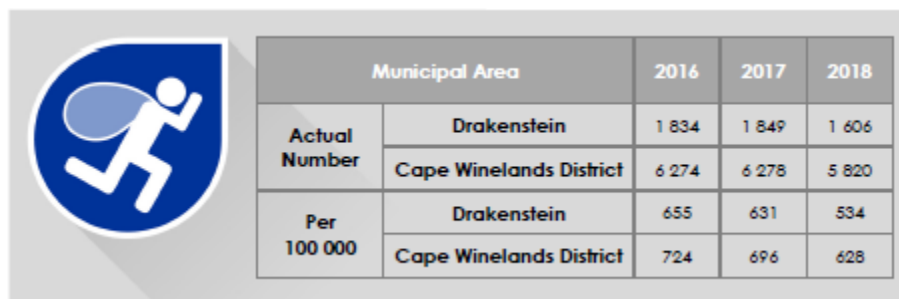 Municipal Area 2016 2017 2018
Actual Number
Drakenstein 1 834 1 849 1 606
Cape Winelands District 6 274 6 278 5 820
Per 100 000
Drakenstein 655 631 534
Cape Winelands District 724 696 628